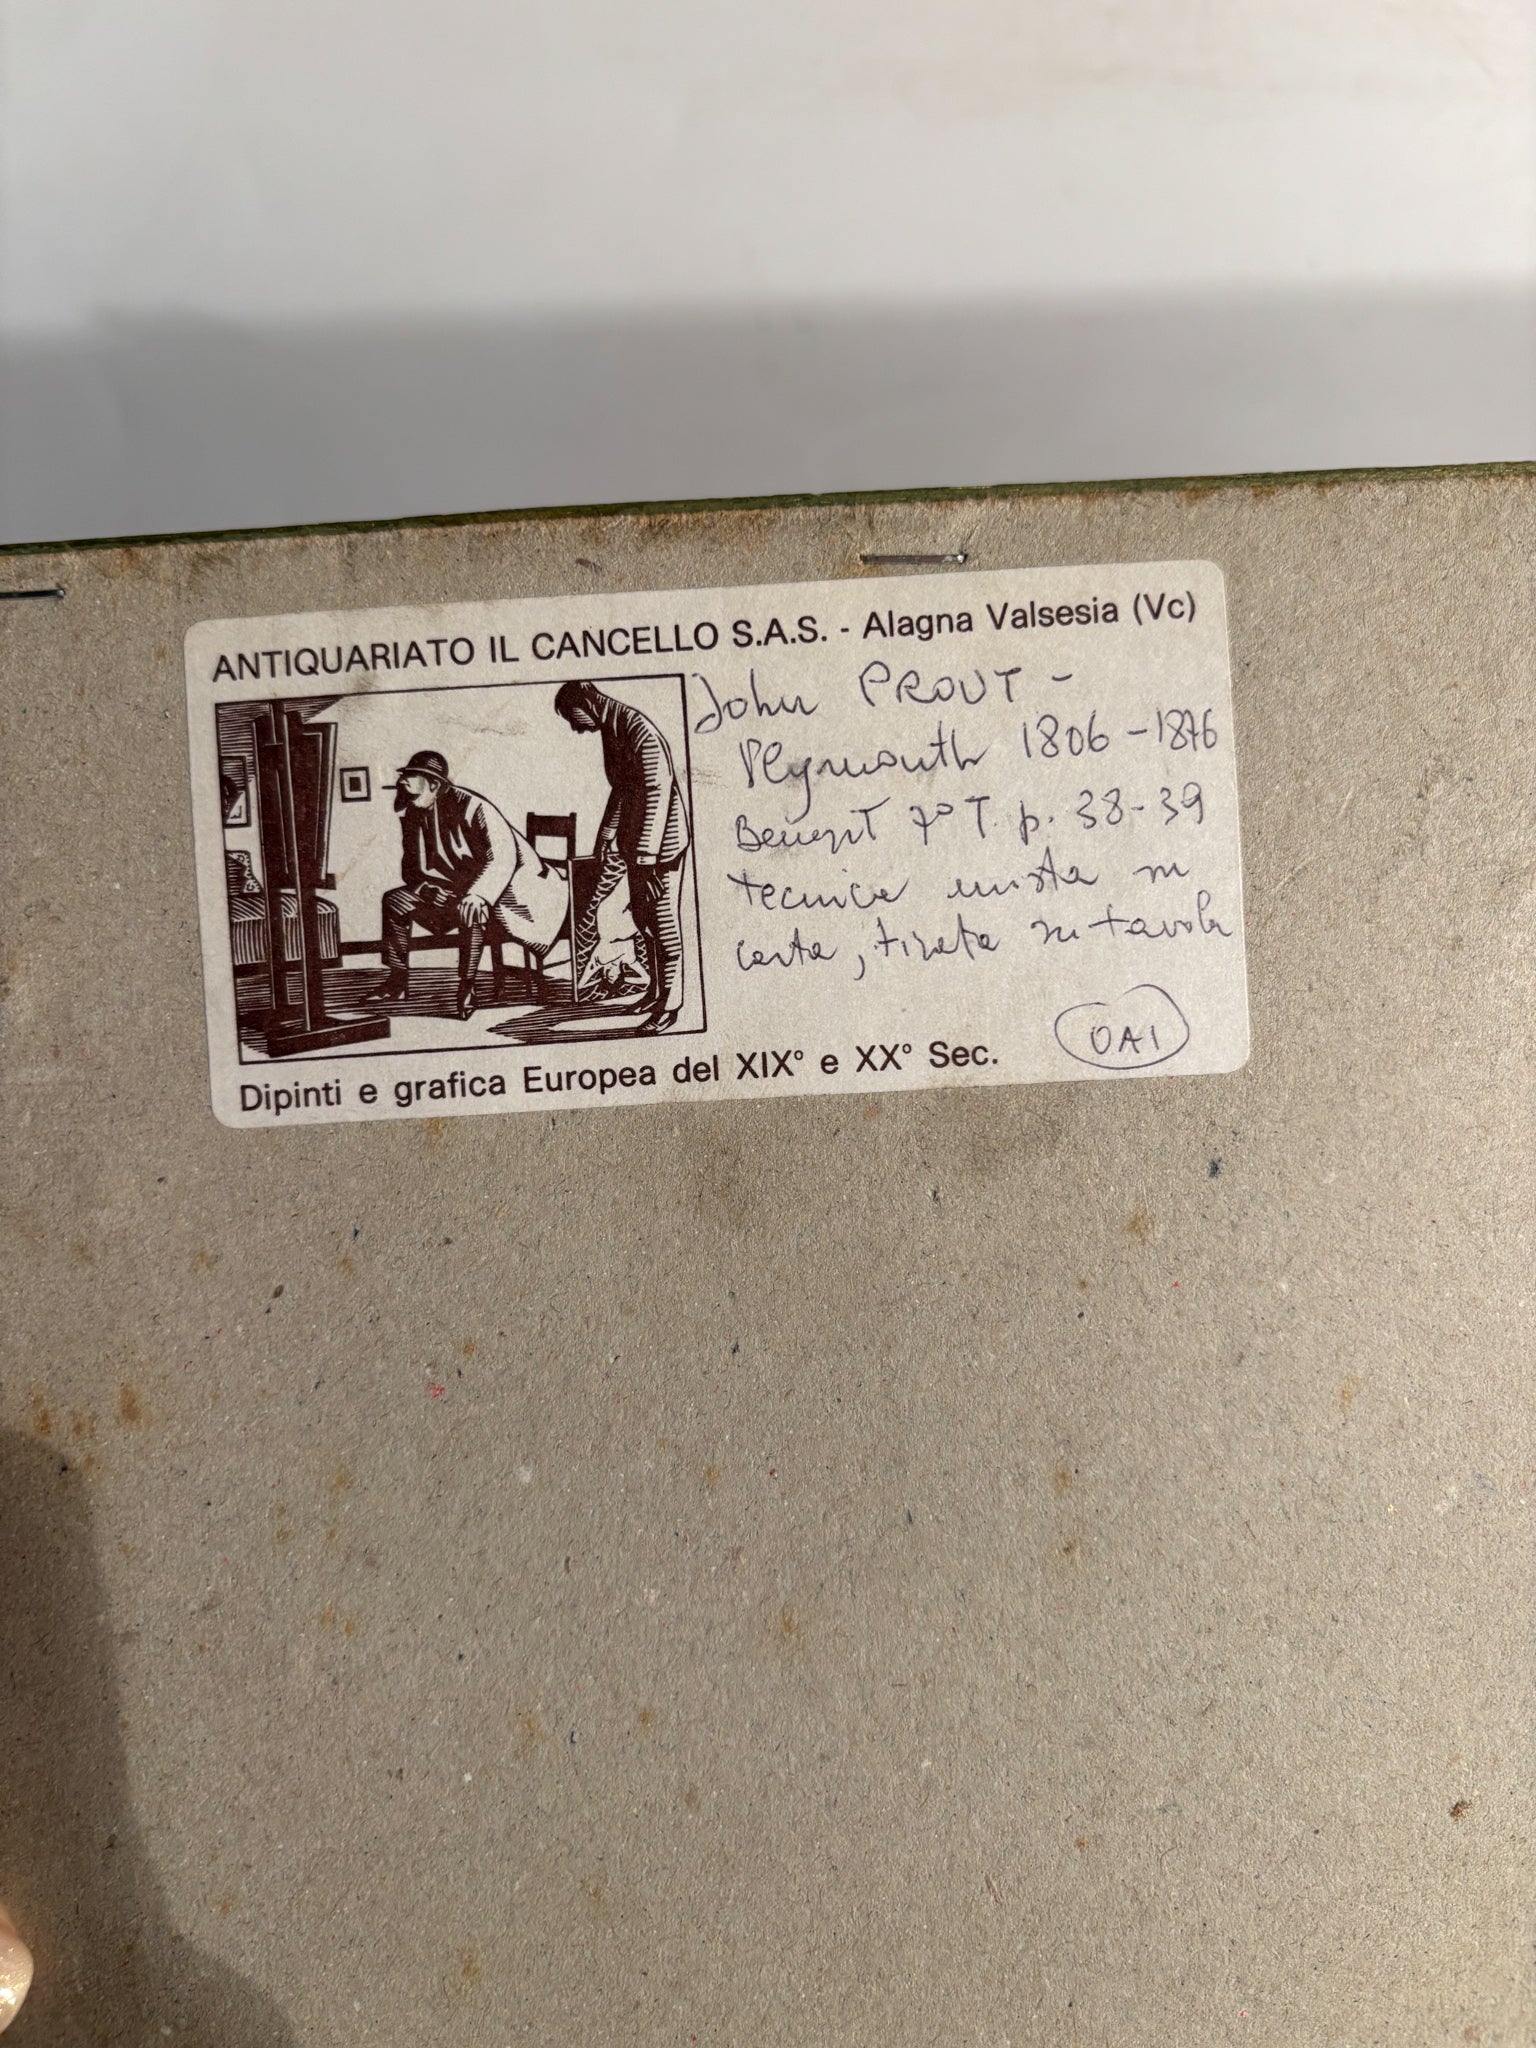 ANTIQUARIATO IL CANCELLO S.A.S. - Alagna Valsesia (Vc)
John PROUT -
Plymouth 1806 - 1876
Benezit 7° T. p. 38-39
tecnica mista su
carta, tirata su tavola
OAI
Dipinti e grafica Europea del XIX° e XX° Sec.